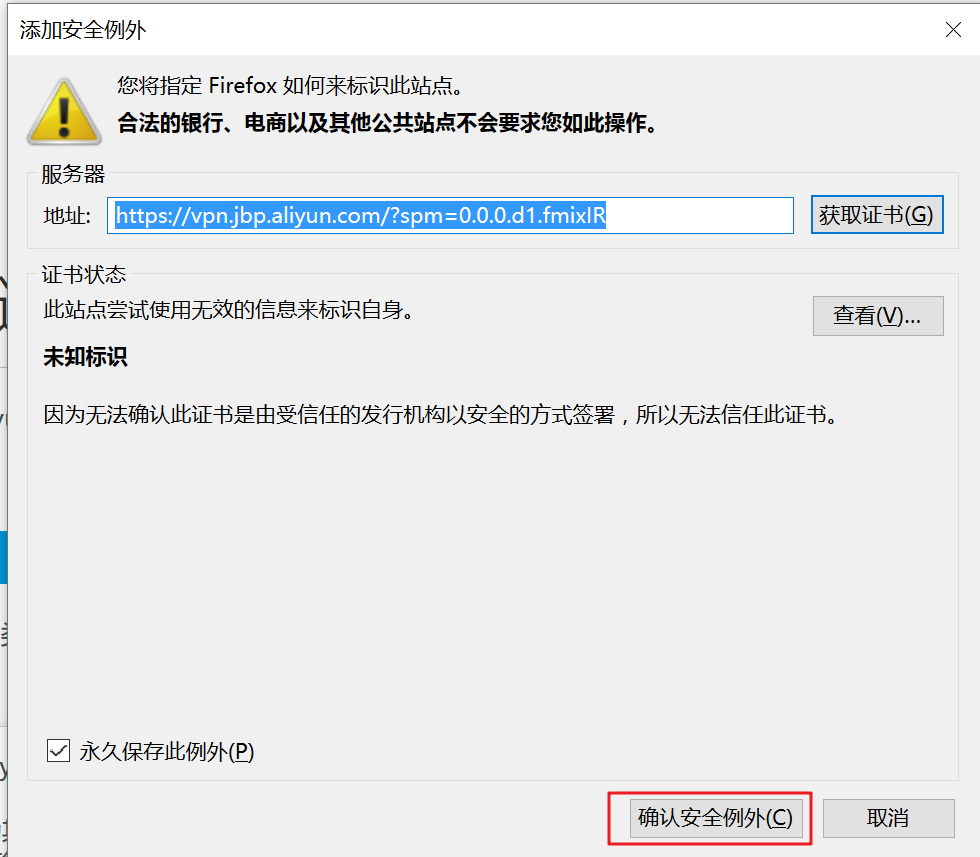 添加安全例外
您将指定 Firefox 如何来标识此站点。
合法的银行、电商以及其他公共站点不会要求您如此操作。
服务器
地址: https://vpn.jbp.aliyun.com/?spm=0.0.0.d1.fmixIR 获取证书(G)
证书状态
此站点尝试使用无效的信息来标识自身。 查看(V)...
未知标识
因为无法确认此证书是由受信任的发行机构以安全的方式签署，所以无法信任此证书。
永久保存此例外(P)
确认安全例外(C) 取消